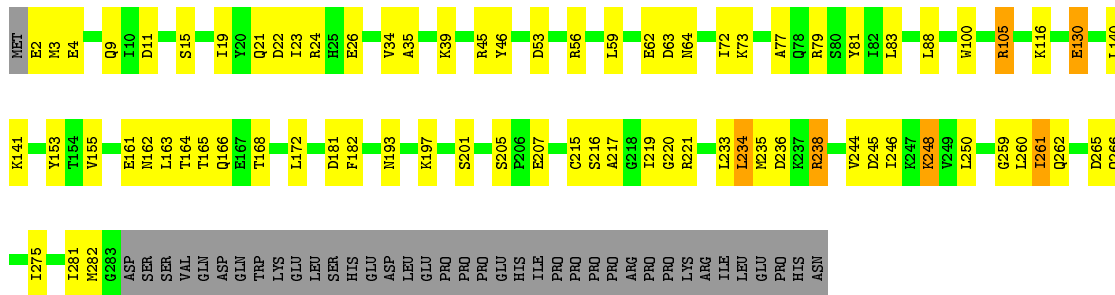 MET E2 M3 E4 Q9 I10 D11 S15 I19 Y20 Q21 D22 I23 R24 H25 E26 V34 A35 K39 R45 Y46 D53 R56 L59 E62 D63 N64 I72 K73 A77 Q78 R79 S80 Y81 I82 L83 L88 W100 R105 K116 E130
K141 Y153 T154 V155 E161 N162 L163 T164 T165 Q166 E167 T168 L172 D181 F182 N193 K197 S201 S205 P206 E207 C215 S216 A217 G218 I219 G220 R221 L233 L234 M235 D236 K237 R238 V244 D245 I246 K247 K248 V249 L250 G259 L260 I261 Q262 D265
I275 I281 M282 G283 ASP SER SER VAL GLN ASP GLN TRP LYS GLU LEU SER HIS GLU ASP LEU GLU PRO PRO PRO GLU HIS ILE PRO PRO PRO PRO ARG PRO PRO LYS ARG ILE LEU GLU PRO HIS ASN